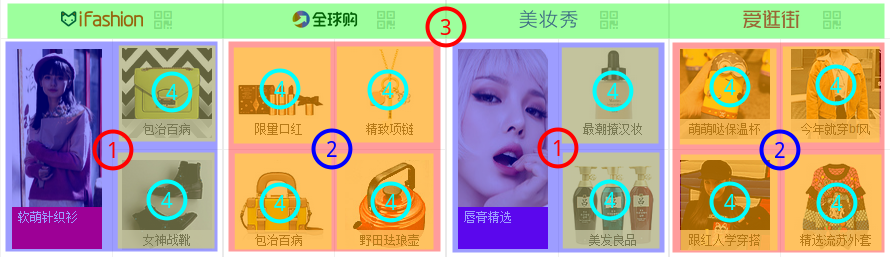 iFashion
全球购
3
美妆秀
爱逛街
4
包治百病
1
软萌针织衫
4
女神战靴
4
限量口红
4
精致项链
2
4
包治百病
4
野田珐琅壶
唇膏精选
1
4
最潮撩汉妆
4
美发良品
4
萌萌哒保温杯
4
今年就穿bf风
2
4
跟红人学穿搭
4
精选流苏外套